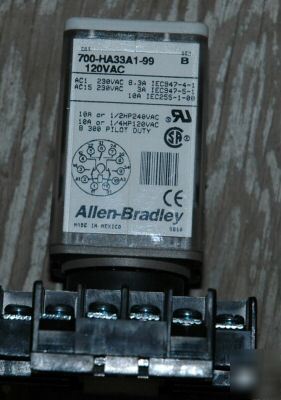 CAT SER
700-HA33A1-99 B
120VAC
AC1 230VAC 8.3A IEC947-4-1
AC15 230VAC 3A IEC947-5-1
10A IEC255-1-00
10A or 1/2HP240VAC
10A or 1/4HP120VAC
B 300 PILOT DUTY
Allen-Bradley
MADE IN MEXICO